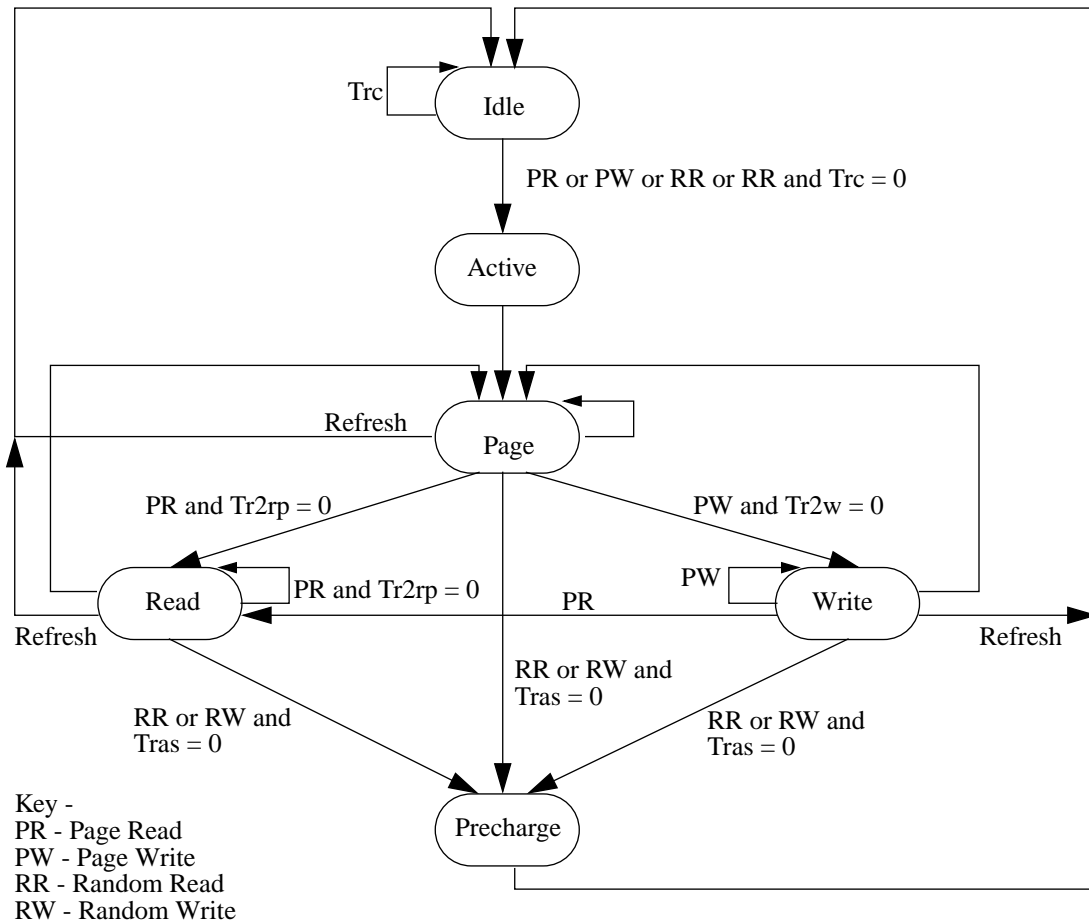 Trc
Idle
PR or PW or RR or RR and Trc = 0
Active
Refresh
Page
PR and Tr2rp = 0
PW and Tr2w = 0
Read
PR and Tr2rp = 0
PR
PW
Write
Refresh
Refresh
RR or RW and
Tras = 0
RR or RW and
Tras = 0
RR or RW and
Tras = 0
Precharge
Key -
PR - Page Read
PW - Page Write
RR - Random Read
RW - Random Write